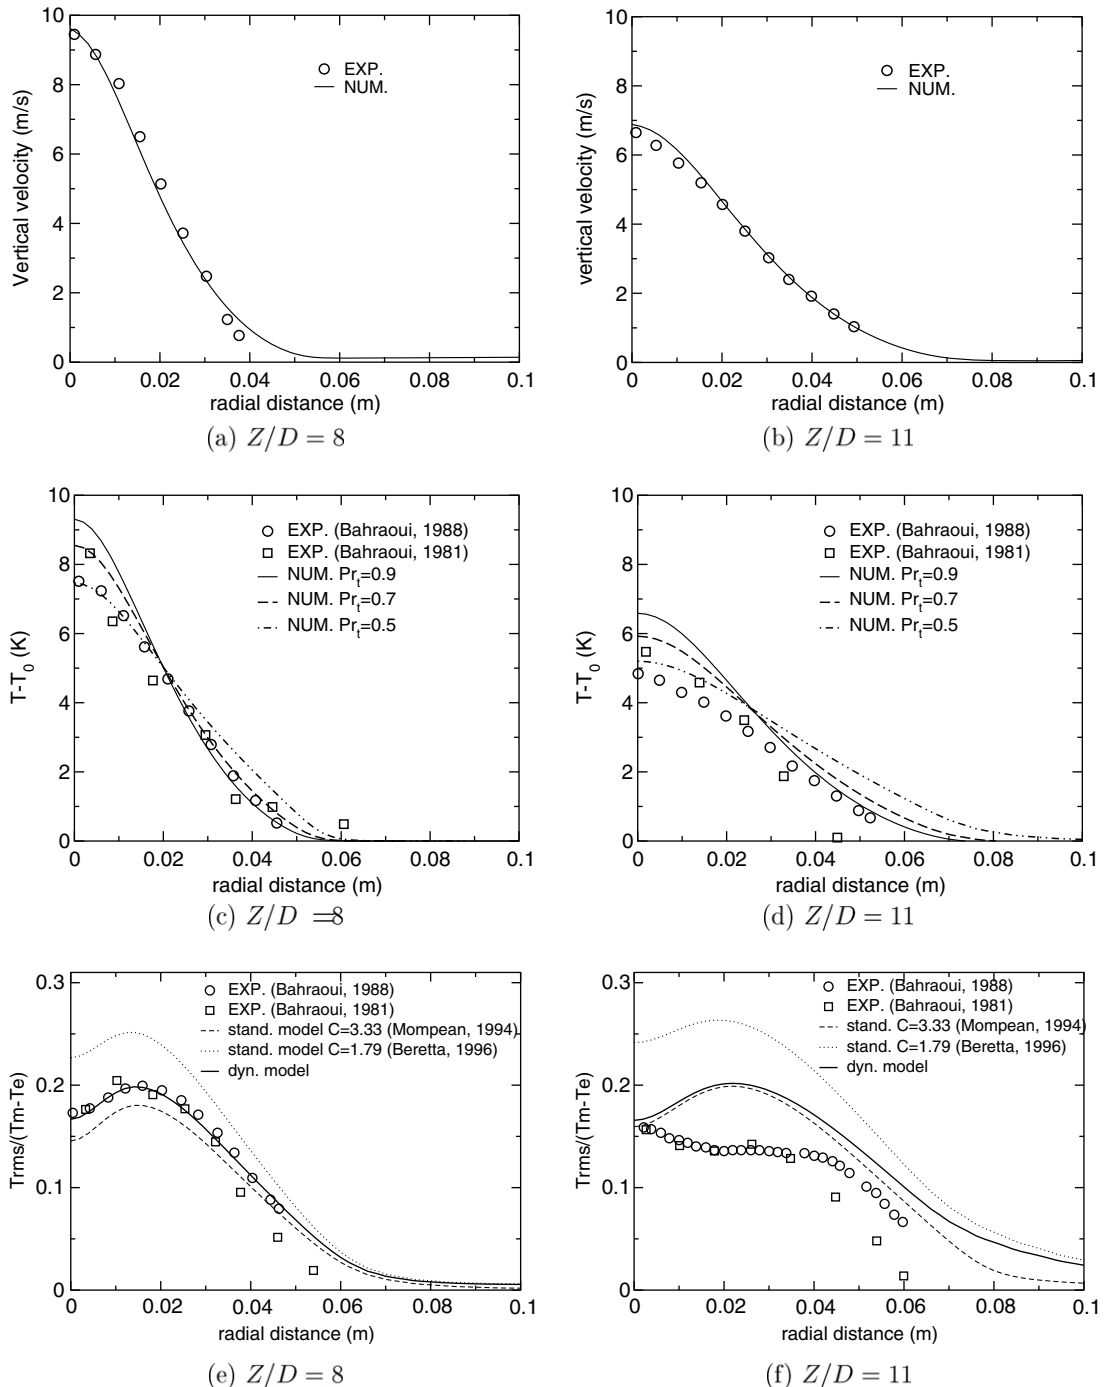 10
8
6
4
2
0
Vertical velocity (m/s)
EXP.
NUM.
0 0.02 0.04 0.06 0.08 0.1
radial distance (m)
(a) Z/D = 8
10
8
6
4
2
0
vertical velocity (m/s)
EXP.
NUM.
0 0.02 0.04 0.06 0.08 0.1
radial distance (m)
(b) Z/D = 11
10
8
6
4
2
0
T-T0 (K)
EXP. (Bahraoui, 1988)
EXP. (Bahraoui, 1981)
NUM. Prt=0.9
NUM. Prt=0.7
NUM. Prt=0.5
0 0.02 0.04 0.06 0.08 0.1
radial distance (m)
(c) Z/D =8
10
8
6
4
2
0
T-T0 (K)
EXP. (Bahraoui, 1988)
EXP. (Bahraoui, 1981)
NUM. Prt=0.9
NUM. Prt=0.7
NUM. Prt=0.5
0 0.02 0.04 0.06 0.08 0.1
radial distance (m)
(d) Z/D = 11
0.3
0.2
0.1
0
Trms/(Tm-Te)
EXP. (Bahraoui, 1988)
EXP. (Bahraoui, 1981)
stand. model C=3.33 (Mompean, 1994)
stand. model C=1.79 (Beretta, 1996)
dyn. model
0 0.02 0.04 0.06 0.08 0.1
radial distance (m)
(e) Z/D = 8
0.3
0.2
0.1
0
Trms/(Tm-Te)
EXP. (Bahraoui, 1988)
EXP. (Bahraoui, 1981)
stand. C=3.33 (Mompean, 1994)
stand. C=1.79 (Beretta, 1996)
dyn. model
0 0.02 0.04 0.06 0.08 0.1
radial distance (m)
(f) Z/D = 11